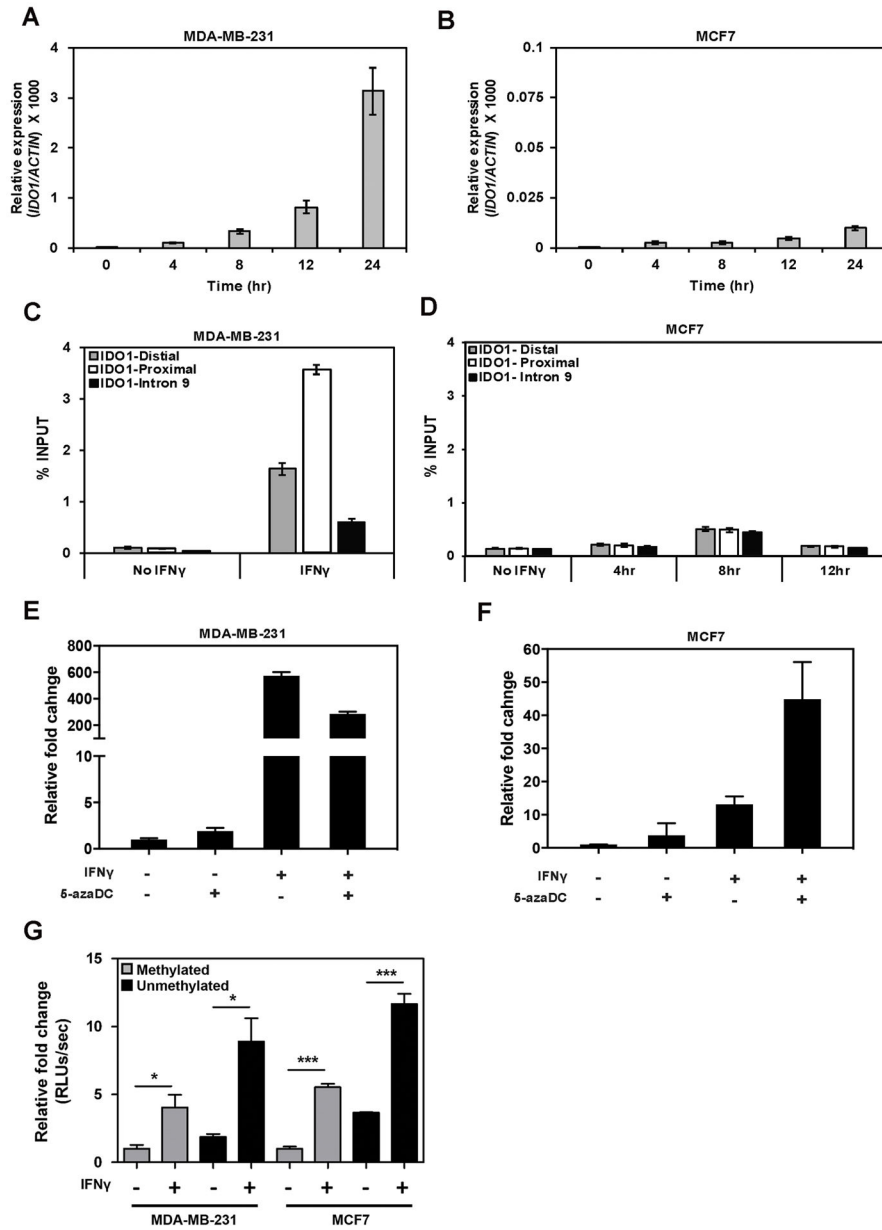 A
MDA-MB-231
Relative expression
(IDO1/ACTIN) X 1000
4
3
2
1
0
0 4 8 12 24
Time (hr)
B
MCF7
Relative expression
(IDO1/ACTIN) X 1000
0.1
0.075
0.05
0.025
0
0 4 8 12 24
Time (hr)
C
MDA-MB-231
IDO1-Distial
IDO1-Proximal
IDO1-Intron 9
% INPUT
4
3
2
1
0
No IFNγ IFNγ
D
MCF7
IDO1- Distal
IDO1- Proximal
IDO1- Intron 9
% INPUT
4
3
2
1
0
No IFNγ 4hr 8hr 12hr
E
MDA-MB-231
Relative fold cahnge
800
600
400
200
10
5
0
IFNγ - - + +
5-azaDC - + - +
F
MCF7
Relative fold cahnge
60
50
40
30
20
10
0
IFNγ - - + +
5-azaDC - + - +
G
Methylated
Unmethylated
Relative fold change
(RLUs/sec)
15
10
5
0
* * *** ***
IFNγ - + - + - + - +
MDA-MB-231 MCF7